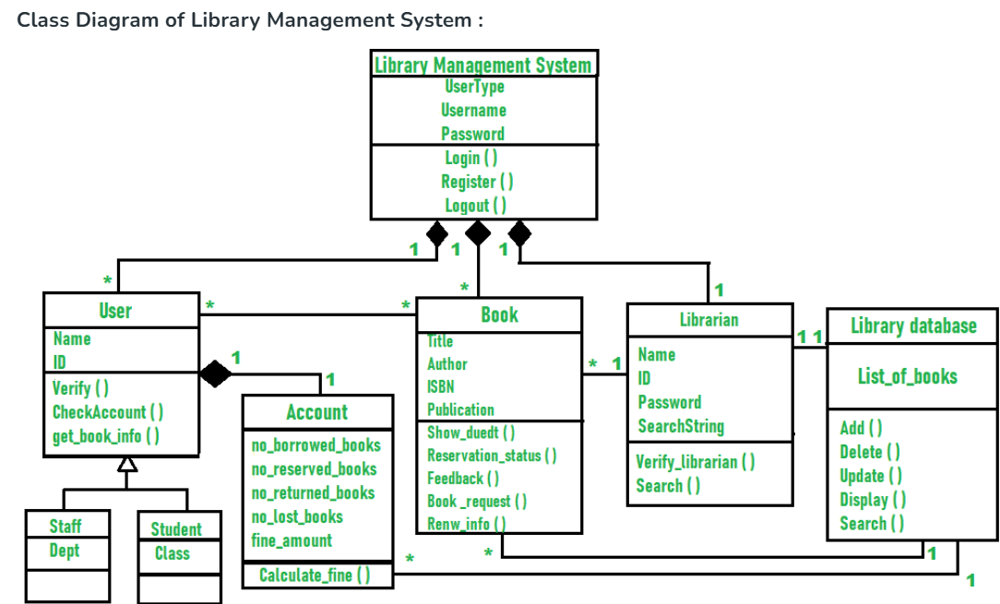 Class Diagram of Library Management System :
Library Management System
UserType
Username
Password
Login ( )
Register ( )
Logout ( )
1
1
1
*
*
1
User
Name
ID
Verify ( )
CheckAccount ( )
get_book_info ( )
*
*
1
1
Book
Title
Author
ISBN
Publication
Show_duedt ( )
Reservation_status ( )
Feedback ( )
Book _request ( )
Renw_info ( )
*
1
Librarian
Name
ID
Password
SearchString
Verify_librarian ( )
Search ( )
1
1
Library database
List_of_books
Add ( )
Delete ( )
Update ( )
Display ( )
Search ( )
Account
no_borrowed_books
no_reserved_books
no_returned_books
no_lost_books
fine_amount
Calculate_fine ( )
Staff
Dept
Student
Class
*
*
1
1